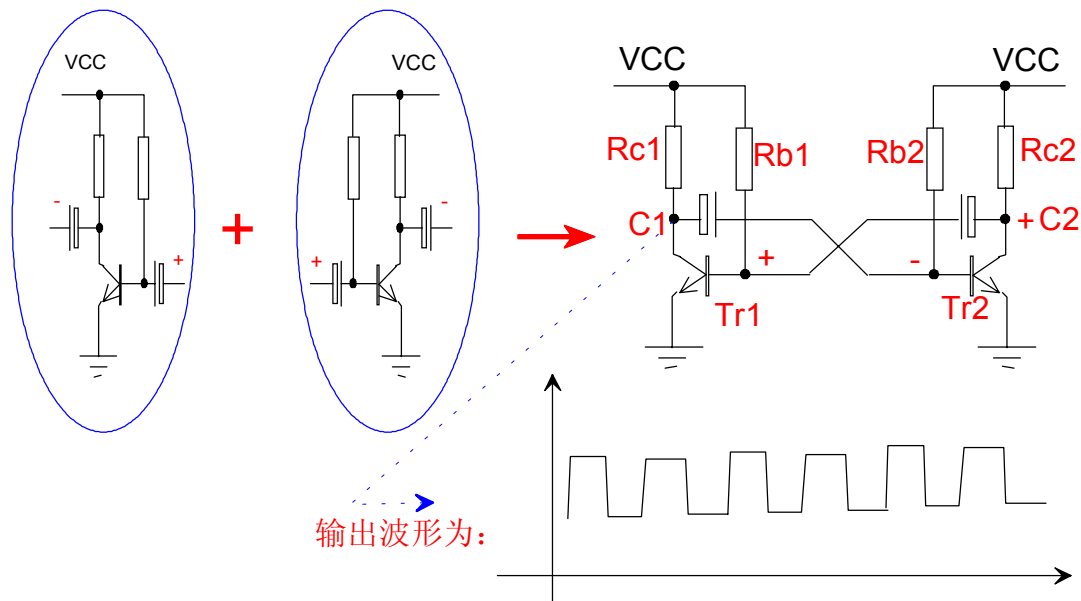 VCC
-
+
+
VCC
+
-
VCC
Rc1
Rb1
C1
+
Tr1
VCC
Rb2
Rc2
+ C2
-
Tr2
输出波形为：